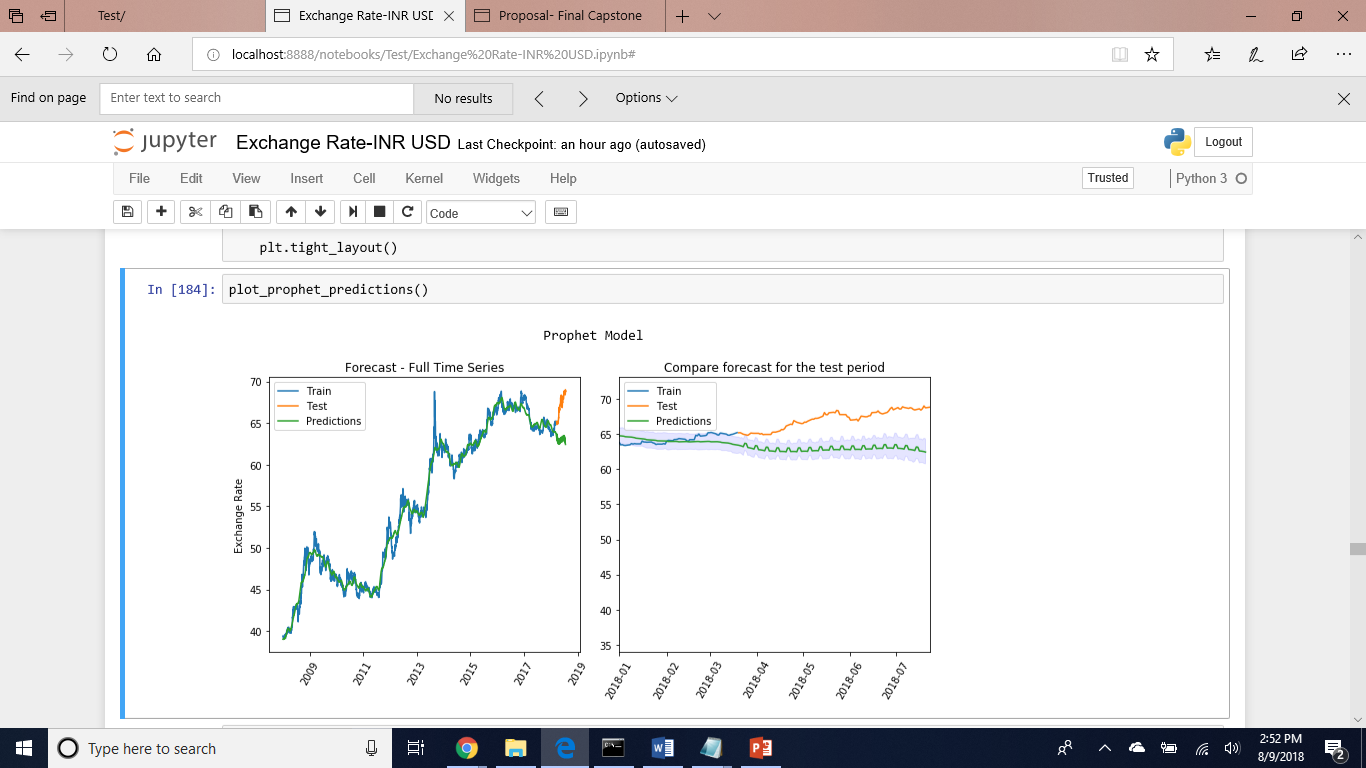 Test/
Exchange Rate-INR USD
Proposal- Final Capstone
localhost:8888/notebooks/Test/Exchange%20Rate-INR%20USD.ipynb#
Find on page
Enter text to search
No results
Options
jupyter
Exchange Rate-INR USD Last Checkpoint: an hour ago (autosaved)
Logout
File Edit View Insert Cell Kernel Widgets Help
Trusted
Python 3
Code
plt.tight_layout()
In [184]: plot_prophet_predictions()
Prophet Model
Forecast - Full Time Series
Train
Test
Predictions
Exchange Rate
70
65
60
55
50
45
40
2009 2011 2013 2015 2017 2019
Compare forecast for the test period
Train
Test
Predictions
70
65
60
55
50
45
40
35
2018-01 2018-02 2018-03 2018-04 2018-05 2018-06 2018-07
Type here to search
2:52 PM
8/9/2018
2